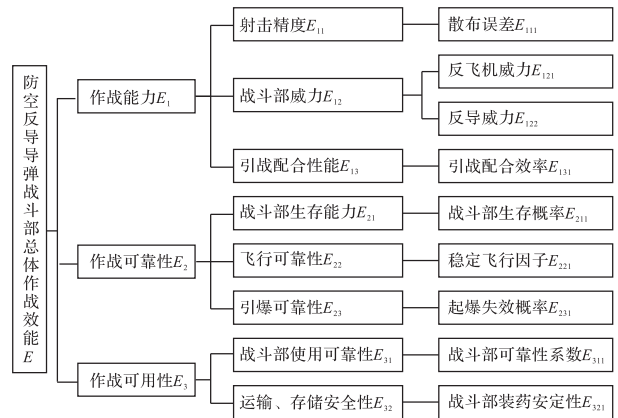 防空反导导弹战斗部总体作战效能E
作战能力E1
射击精度E11
散布误差E111
战斗部威力E12
反飞机威力E121
反导威力E122
引战配合性能E13
引战配合效率E131
作战可靠性E2
战斗部生存能力E21
战斗部生存概率E211
飞行可靠性E22
稳定飞行因子E221
引爆可靠性E23
起爆失效概率E231
作战可用性E3
战斗部使用可靠性E31
战斗部可靠性系数E311
运输、存储安全性E32
战斗部装药安定性E321